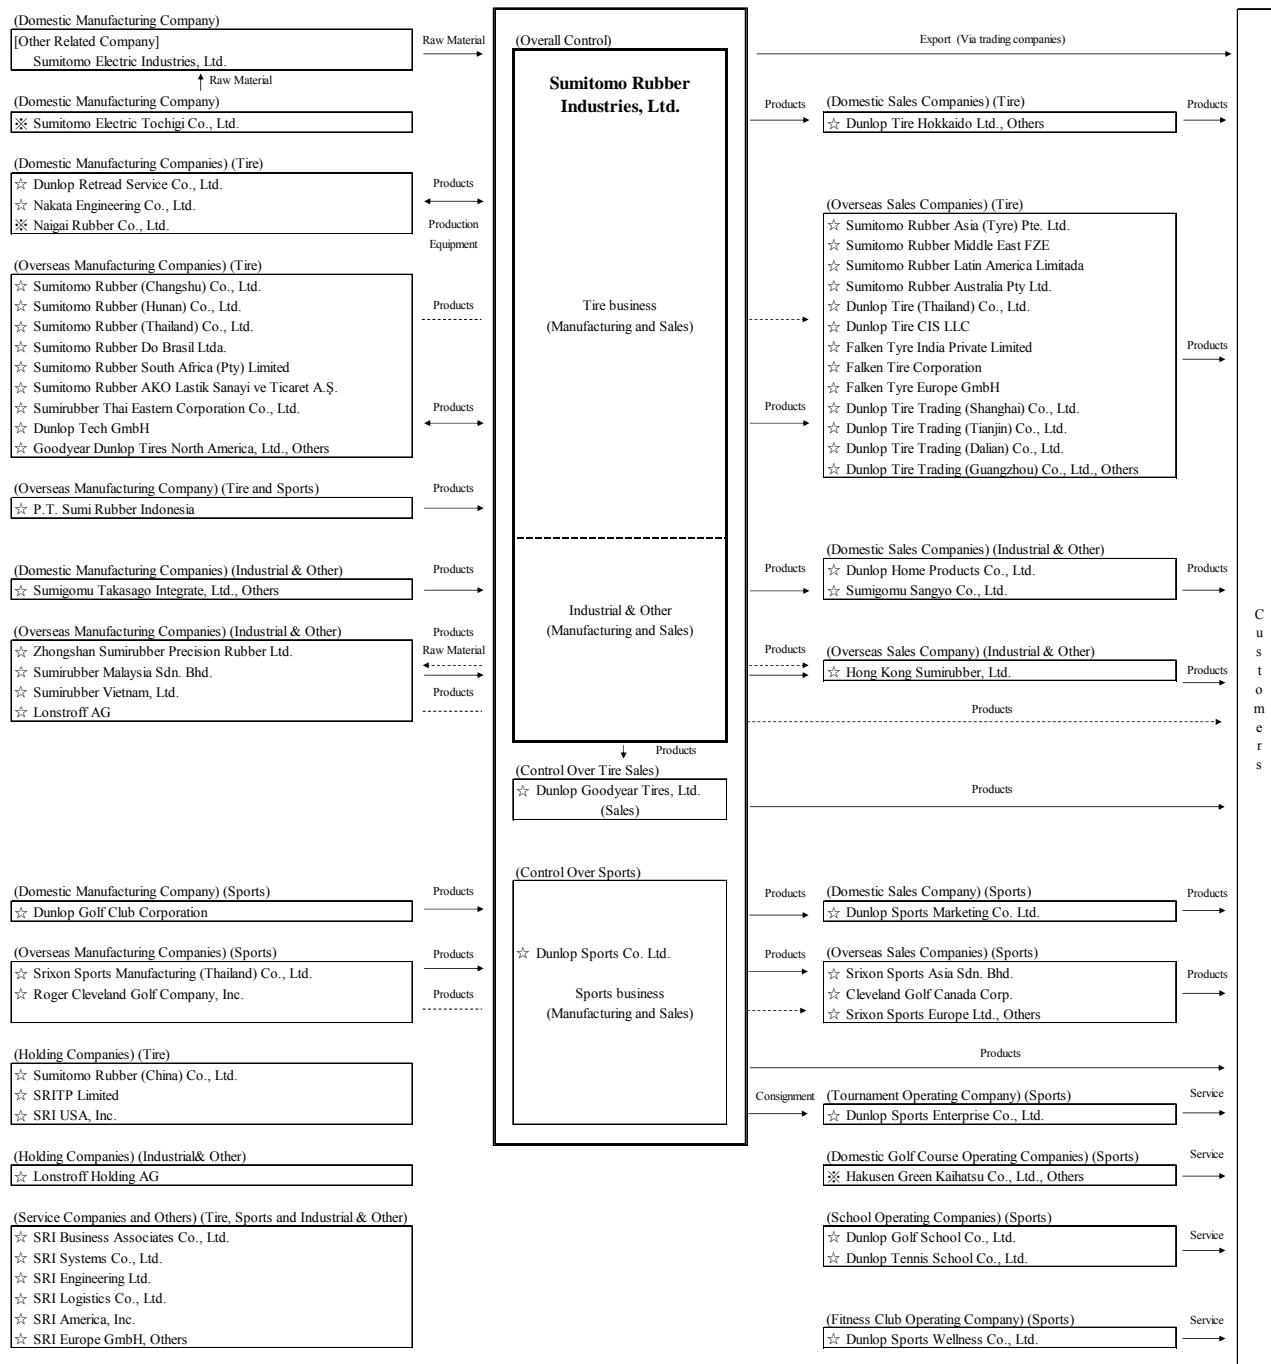 (Domestic Manufacturing Company)
[Other Related Company]
Sumitomo Electric Industries, Ltd.
Raw Material
Raw Material
(Domestic Manufacturing Company)
※ Sumitomo Electric Tochigi Co., Ltd.
(Domestic Manufacturing Companies) (Tire)
☆ Dunlop Retread Service Co., Ltd.
☆ Nakata Engineering Co., Ltd.
※ Naigai Rubber Co., Ltd.
Products
Production
Equipment
(Overseas Manufacturing Companies) (Tire)
☆ Sumitomo Rubber (Changshu) Co., Ltd.
☆ Sumitomo Rubber (Hunan) Co., Ltd.
☆ Sumitomo Rubber (Thailand) Co., Ltd.
☆ Sumitomo Rubber Do Brasil Ltda.
☆ Sumitomo Rubber South Africa (Pty) Limited
☆ Sumitomo Rubber AKO Lastik Sanayi ve Ticaret A.Ş.
☆ Sumirubber Thai Eastern Corporation Co., Ltd.
☆ Dunlop Tech GmbH
☆ Goodyear Dunlop Tires North America, Ltd., Others
Products
Products
(Overseas Manufacturing Company) (Tire and Sports)
☆ P.T. Sumi Rubber Indonesia
Products
(Domestic Manufacturing Companies) (Industrial & Other)
☆ Sumigomu Takasago Integrate, Ltd., Others
Products
(Overseas Manufacturing Companies) (Industrial & Other)
☆ Zhongshan Sumirubber Precision Rubber Ltd.
☆ Sumirubber Malaysia Sdn. Bhd.
☆ Sumirubber Vietnam, Ltd.
☆ Lonstroff AG
Products
Raw Material
Products
(Domestic Manufacturing Company) (Sports)
☆ Dunlop Golf Club Corporation
Products
(Overseas Manufacturing Companies) (Sports)
☆ Srixon Sports Manufacturing (Thailand) Co., Ltd.
☆ Roger Cleveland Golf Company, Inc.
Products
Products
(Holding Companies) (Tire)
☆ Sumitomo Rubber (China) Co., Ltd.
☆ SRITP Limited
☆ SRI USA, Inc.
(Holding Companies) (Industrial& Other)
☆ Lonstroff Holding AG
(Service Companies and Others) (Tire, Sports and Industrial & Other)
☆ SRI Business Associates Co., Ltd.
☆ SRI Systems Co., Ltd.
☆ SRI Engineering Ltd.
☆ SRI Logistics Co., Ltd.
☆ SRI America, Inc.
☆ SRI Europe GmbH, Others
(Overall Control)
Sumitomo Rubber
Industries, Ltd.
Tire business
(Manufacturing and Sales)
Industrial & Other
(Manufacturing and Sales)
Products
(Control Over Tire Sales)
☆ Dunlop Goodyear Tires, Ltd.
(Sales)
(Control Over Sports)
☆ Dunlop Sports Co. Ltd.
Sports business
(Manufacturing and Sales)
Export (Via trading companies)
Products
(Domestic Sales Companies) (Tire)
☆ Dunlop Tire Hokkaido Ltd., Others
Products
(Overseas Sales Companies) (Tire)
☆ Sumitomo Rubber Asia (Tyre) Pte. Ltd.
☆ Sumitomo Rubber Middle East FZE
☆ Sumitomo Rubber Latin America Limitada
☆ Sumitomo Rubber Australia Pty Ltd.
☆ Dunlop Tire (Thailand) Co., Ltd.
☆ Dunlop Tire CIS LLC
☆ Falken Tyre India Private Limited
☆ Falken Tire Corporation
☆ Falken Tyre Europe GmbH
☆ Dunlop Tire Trading (Shanghai) Co., Ltd.
☆ Dunlop Tire Trading (Tianjin) Co., Ltd.
☆ Dunlop Tire Trading (Dalian) Co., Ltd.
☆ Dunlop Tire Trading (Guangzhou) Co., Ltd., Others
Products
Products
(Domestic Sales Companies) (Industrial & Other)
Products
☆ Dunlop Home Products Co., Ltd.
☆ Sumigomu Sangyo Co., Ltd.
Products
(Overseas Sales Company) (Industrial & Other)
Products
☆ Hong Kong Sumirubber, Ltd.
Products
Products
Products
(Domestic Sales Company) (Sports)
Products
☆ Dunlop Sports Marketing Co. Ltd.
Products
(Overseas Sales Companies) (Sports)
Products
☆ Srixon Sports Asia Sdn. Bhd.
☆ Cleveland Golf Canada Corp.
☆ Srixon Sports Europe Ltd., Others
Products
Products
Consignment
(Tournament Operating Company) (Sports)
☆ Dunlop Sports Enterprise Co., Ltd.
Service
(Domestic Golf Course Operating Companies) (Sports)
※ Hakusen Green Kaihatsu Co., Ltd., Others
Service
(School Operating Companies) (Sports)
☆ Dunlop Golf School Co., Ltd.
☆ Dunlop Tennis School Co., Ltd.
Service
(Fitness Club Operating Company) (Sports)
☆ Dunlop Sports Wellness Co., Ltd.
Service
Customers